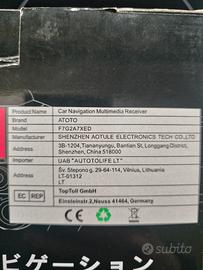 Product Name Car Navigation Multimedia Receiver
Brand ATOTO
Model F7G2A7XED
Manufacturer SHENZHEN AOTULE ELECTRONICS TECH CO.,LTD
Address 3B-1204,Tiananyungu, Bantian St, Longgang Distri
Shenzhen, China 518000
Importer UAB "AUTOTOLIFE LT"
Address Šv. Stepono g. 29-64-114, Vilnius, Vilniaus
LT-01312
LT
EC REP TopToll GmbH
Einsteinstr.2,Neuss 41464, Germany
ビゲーション
subito